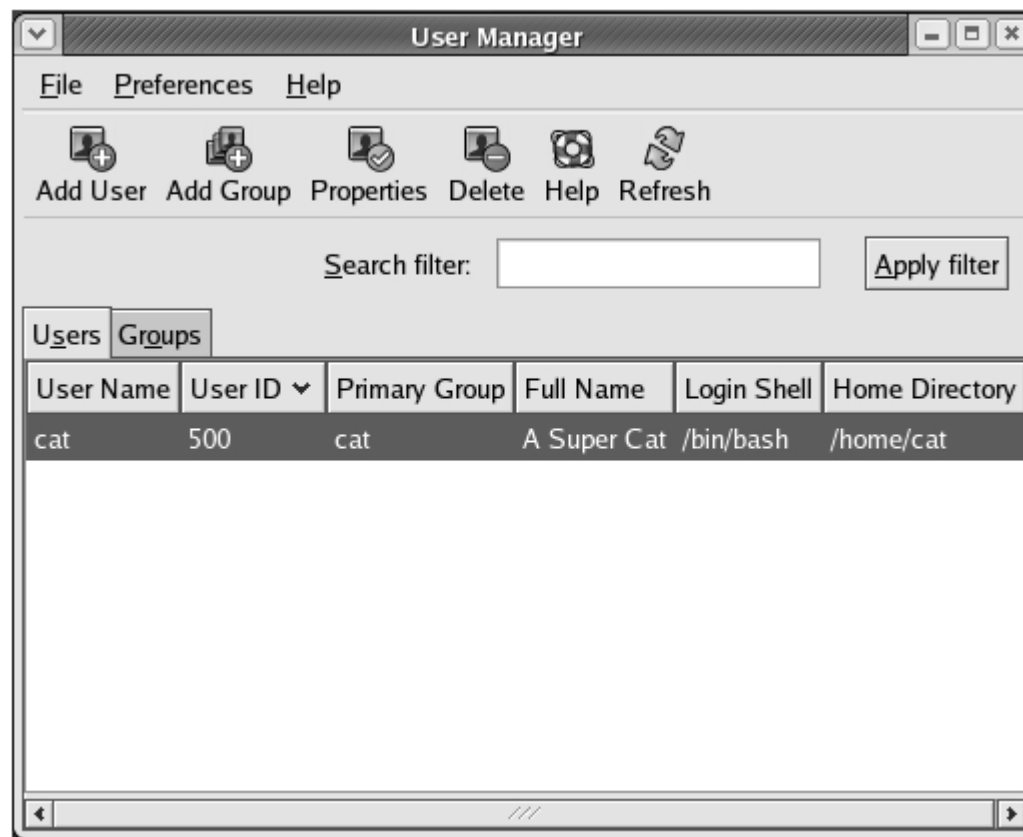 User Manager
File Preferences Help
Add User Add Group Properties Delete Help Refresh
Search filter: Apply filter
Users Groups
User Name User ID Primary Group Full Name Login Shell Home Directory
cat 500 cat A Super Cat /bin/bash /home/cat